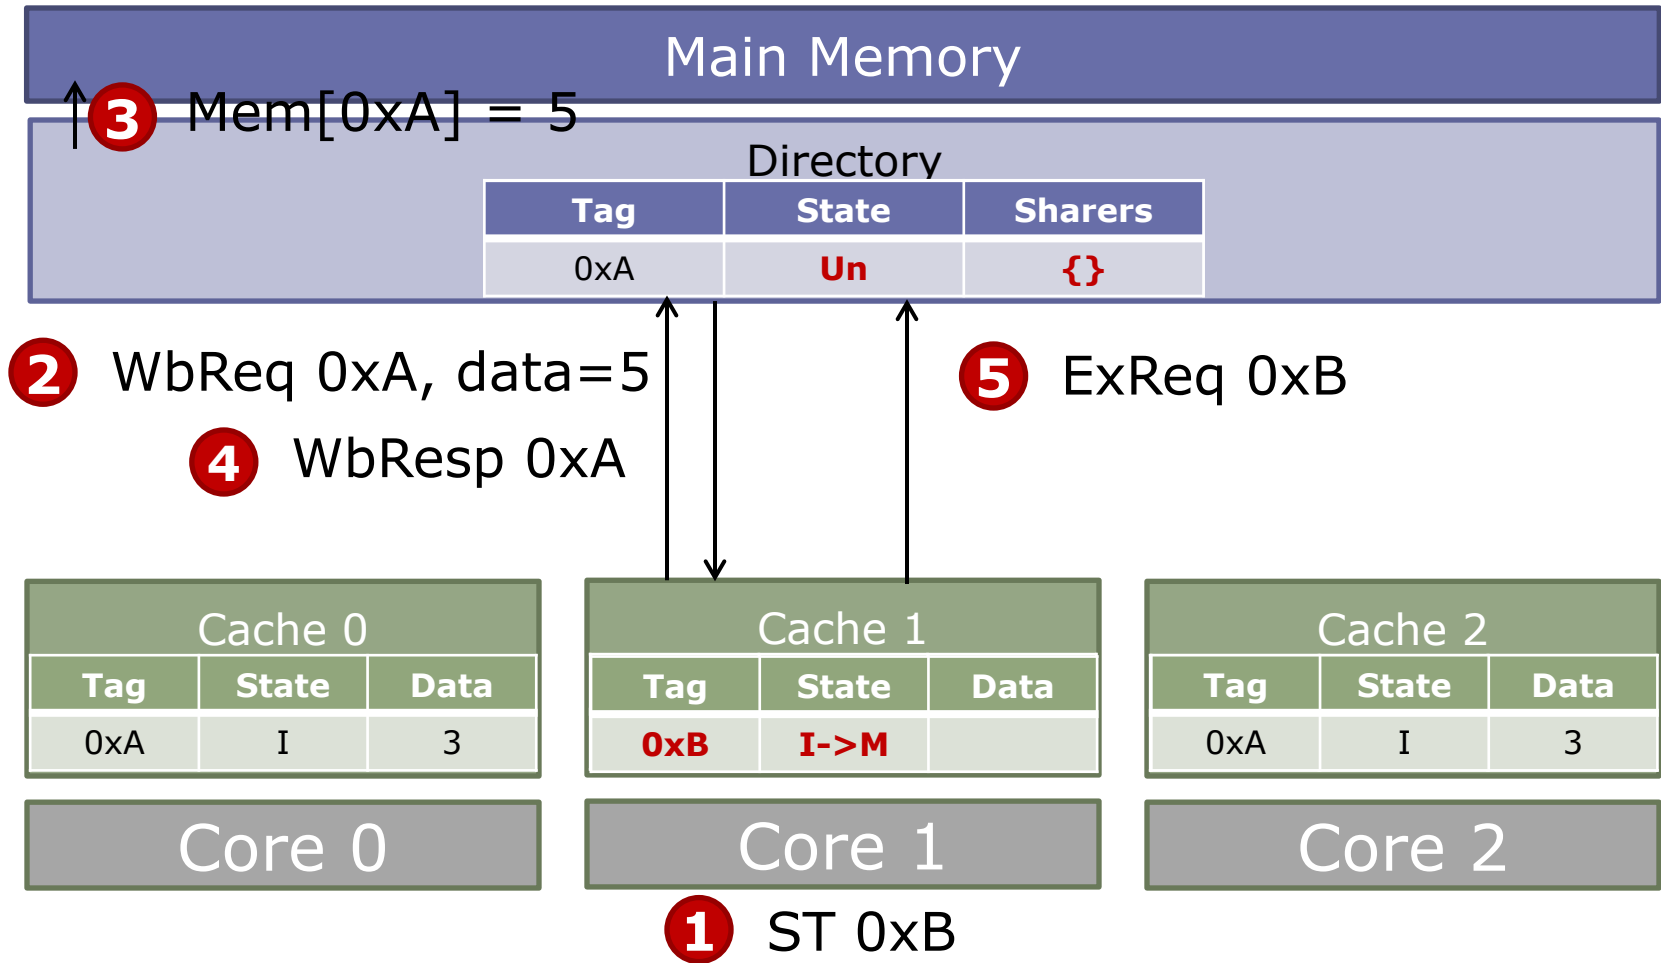 Main Memory
3 Mem[0xA] = 5
Directory
Tag State Sharers
0xA Un {}
2 WbReq 0xA, data=5
5 ExReq 0xB
4 WbResp 0xA
Cache 0
Tag State Data
0xA I 3
Core 0
Cache 1
Tag State Data
0xB I->M
Core 1
Cache 2
Tag State Data
0xA I 3
Core 2
1 ST 0xB